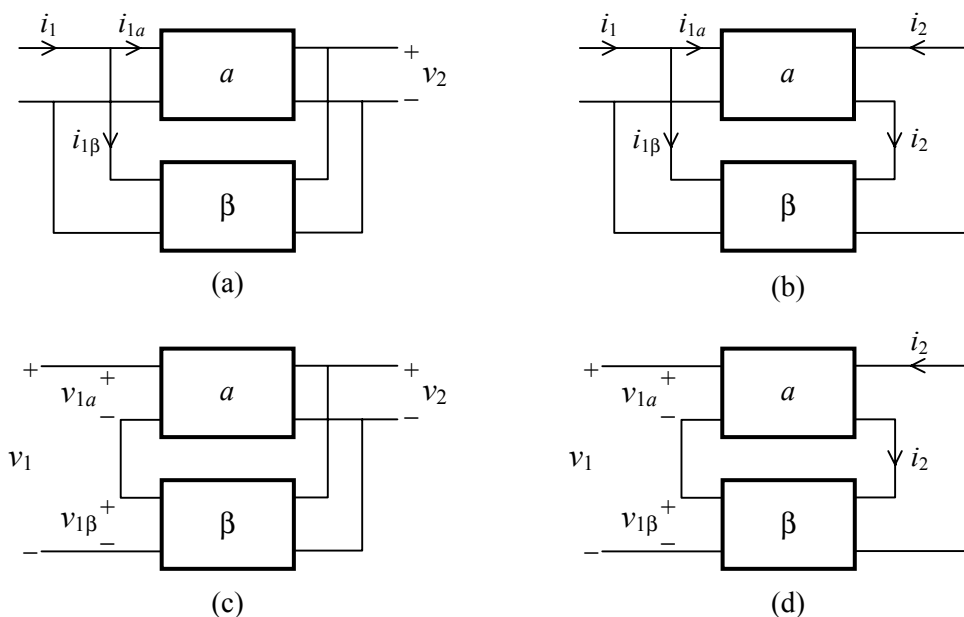 i₁ i₁ₐ
a
+
v₂
−
i₁β
β
(a)
i₁ i₁ₐ i₂
a
i₁β i₂
β
(b)
+
v₁ₐ + −
a
+
v₂
−
v₁
v₁β + −
β
−
(c)
+
v₁ₐ + −
a
i₂
v₁
i₂
v₁β + −
β
−
(d)